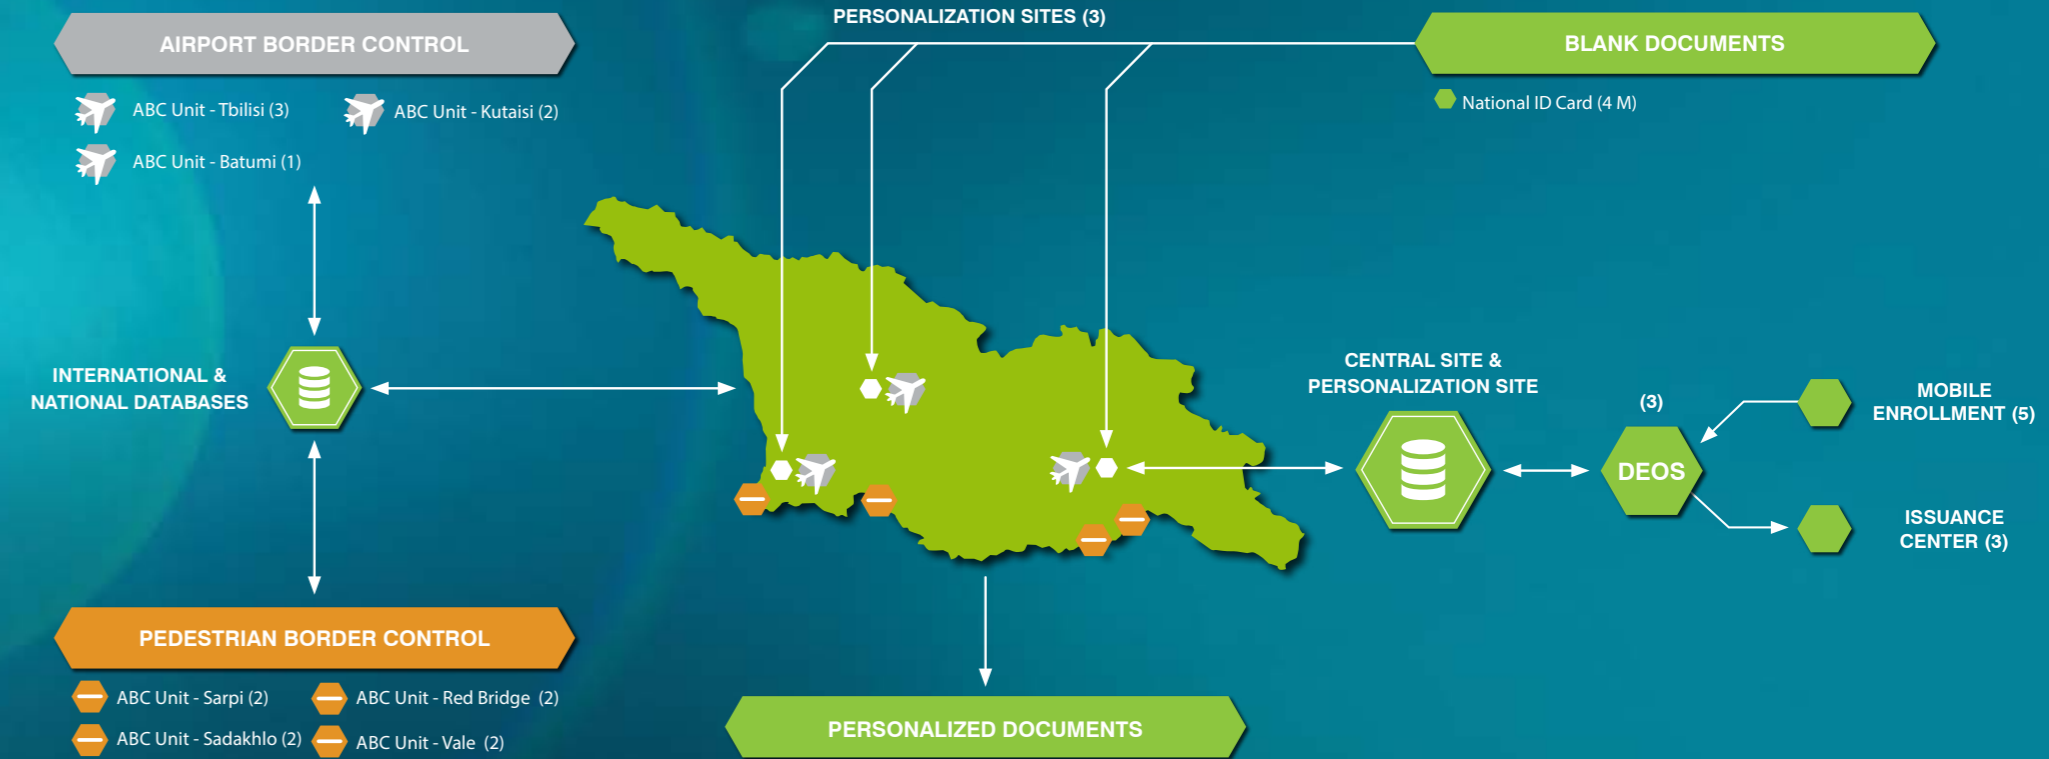 AIRPORT BORDER CONTROL
ABC Unit - Tbilisi (3)
ABC Unit - Kutaisi (2)
ABC Unit - Batumi (1)
PERSONALIZATION SITES (3)
BLANK DOCUMENTS
National ID Card (4 M)
INTERNATIONAL &
NATIONAL DATABASES
CENTRAL SITE &
PERSONALIZATION SITE
(3)
DEOS
MOBILE
ENROLLMENT (5)
ISSUANCE
CENTER (3)
PEDESTRIAN BORDER CONTROL
ABC Unit - Sarpi (2)
ABC Unit - Red Bridge (2)
ABC Unit - Sadakhlo (2)
ABC Unit - Vale (2)
PERSONALIZED DOCUMENTS